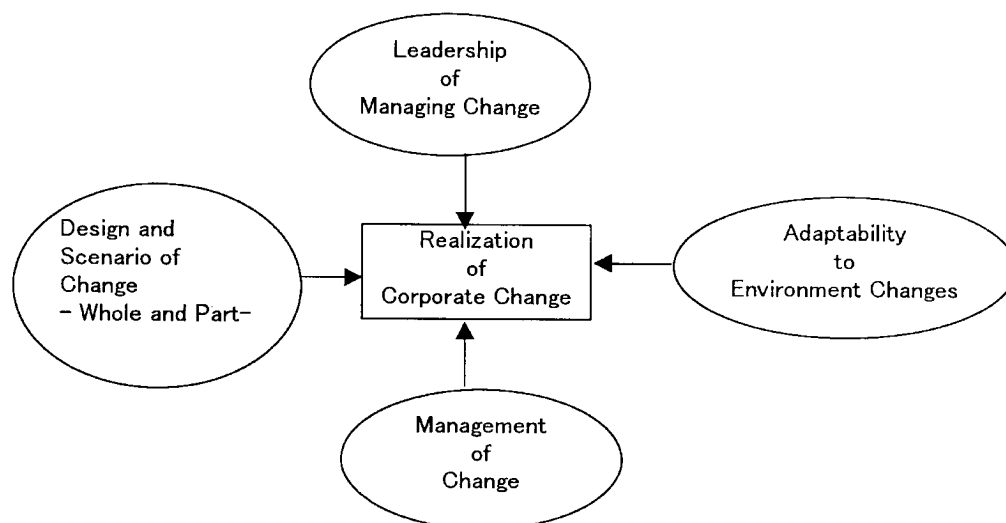 Leadership
of
Managing Change
Design and
Scenario of
Change
- Whole and Part-
Realization
of
Corporate Change
Adaptability
to
Environment Changes
Management
of
Change